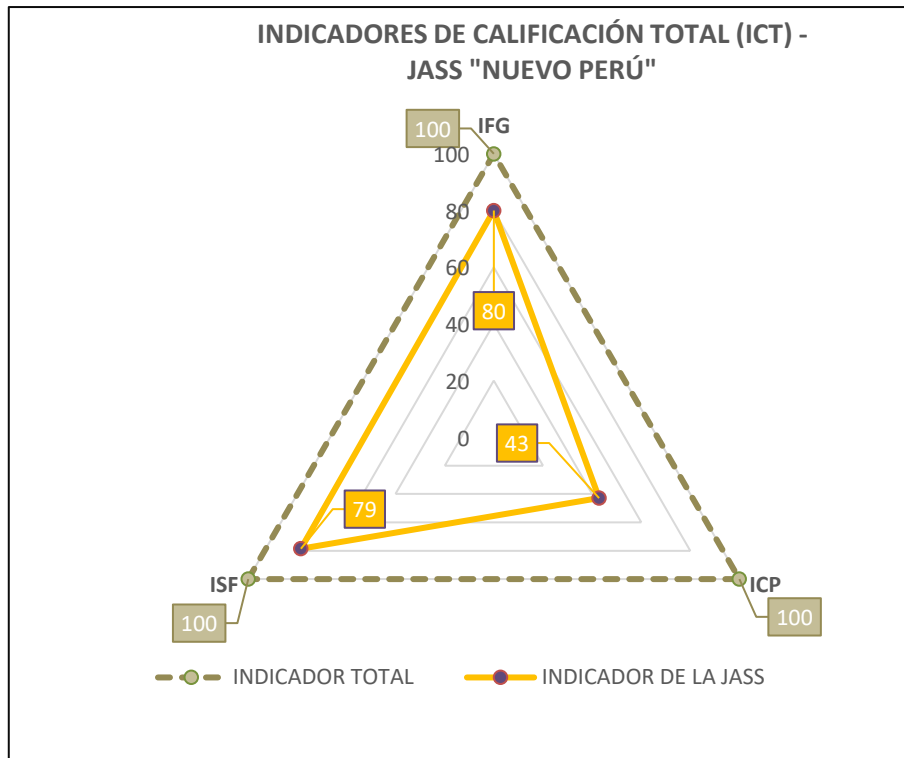 INDICADORES DE CALIFICACIÓN TOTAL (ICT) -
JASS "NUEVO PERÚ"
100
IFG
100
80
60
80
40
20
0
43
79
ISF
ICP
100
100
INDICADOR TOTAL
INDICADOR DE LA JASS